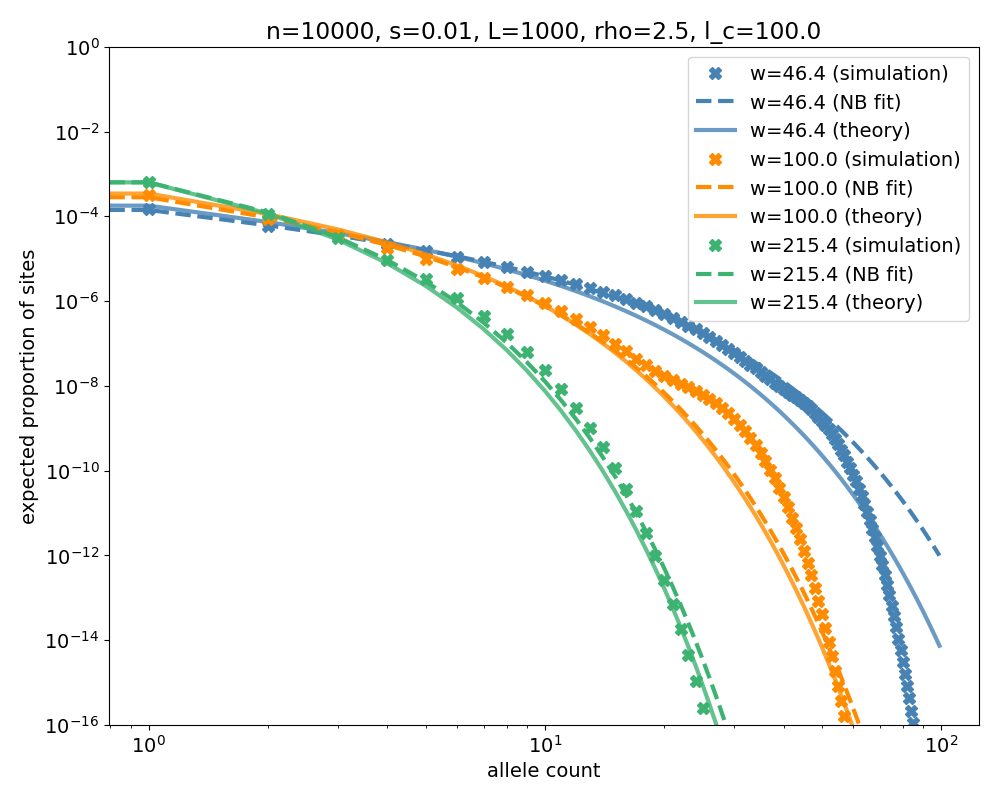 n=10000, s=0.01, L=1000, rho=2.5, l_c=100.0
expected proportion of sites
10^0
10^-2
10^-4
10^-6
10^-8
10^-10
10^-12
10^-14
10^-16
w=46.4 (simulation)
w=46.4 (NB fit)
w=46.4 (theory)
w=100.0 (simulation)
w=100.0 (NB fit)
w=100.0 (theory)
w=215.4 (simulation)
w=215.4 (NB fit)
w=215.4 (theory)
10^0
10^1
10^2
allele count